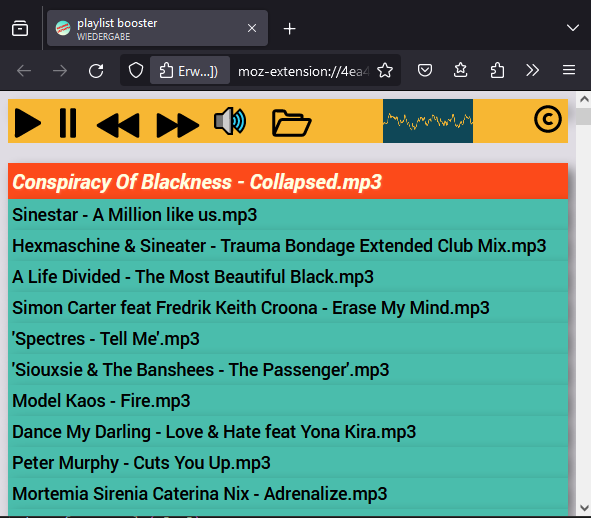 playlist booster
WIEDERGABE
Erw...])
moz-extension://4ea4
©
Conspiracy Of Blackness - Collapsed.mp3
Sinestar - A Million like us.mp3
Hexmaschine & Sineater - Trauma Bondage Extended Club Mix.mp3
A Life Divided - The Most Beautiful Black.mp3
Simon Carter feat Fredrik Keith Croona - Erase My Mind.mp3
'Spectres - Tell Me'.mp3
'Siouxsie & The Banshees - The Passenger'.mp3
Model Kaos - Fire.mp3
Dance My Darling - Love & Hate feat Yona Kira.mp3
Peter Murphy - Cuts You Up.mp3
Mortemia Sirenia Caterina Nix - Adrenalize.mp3